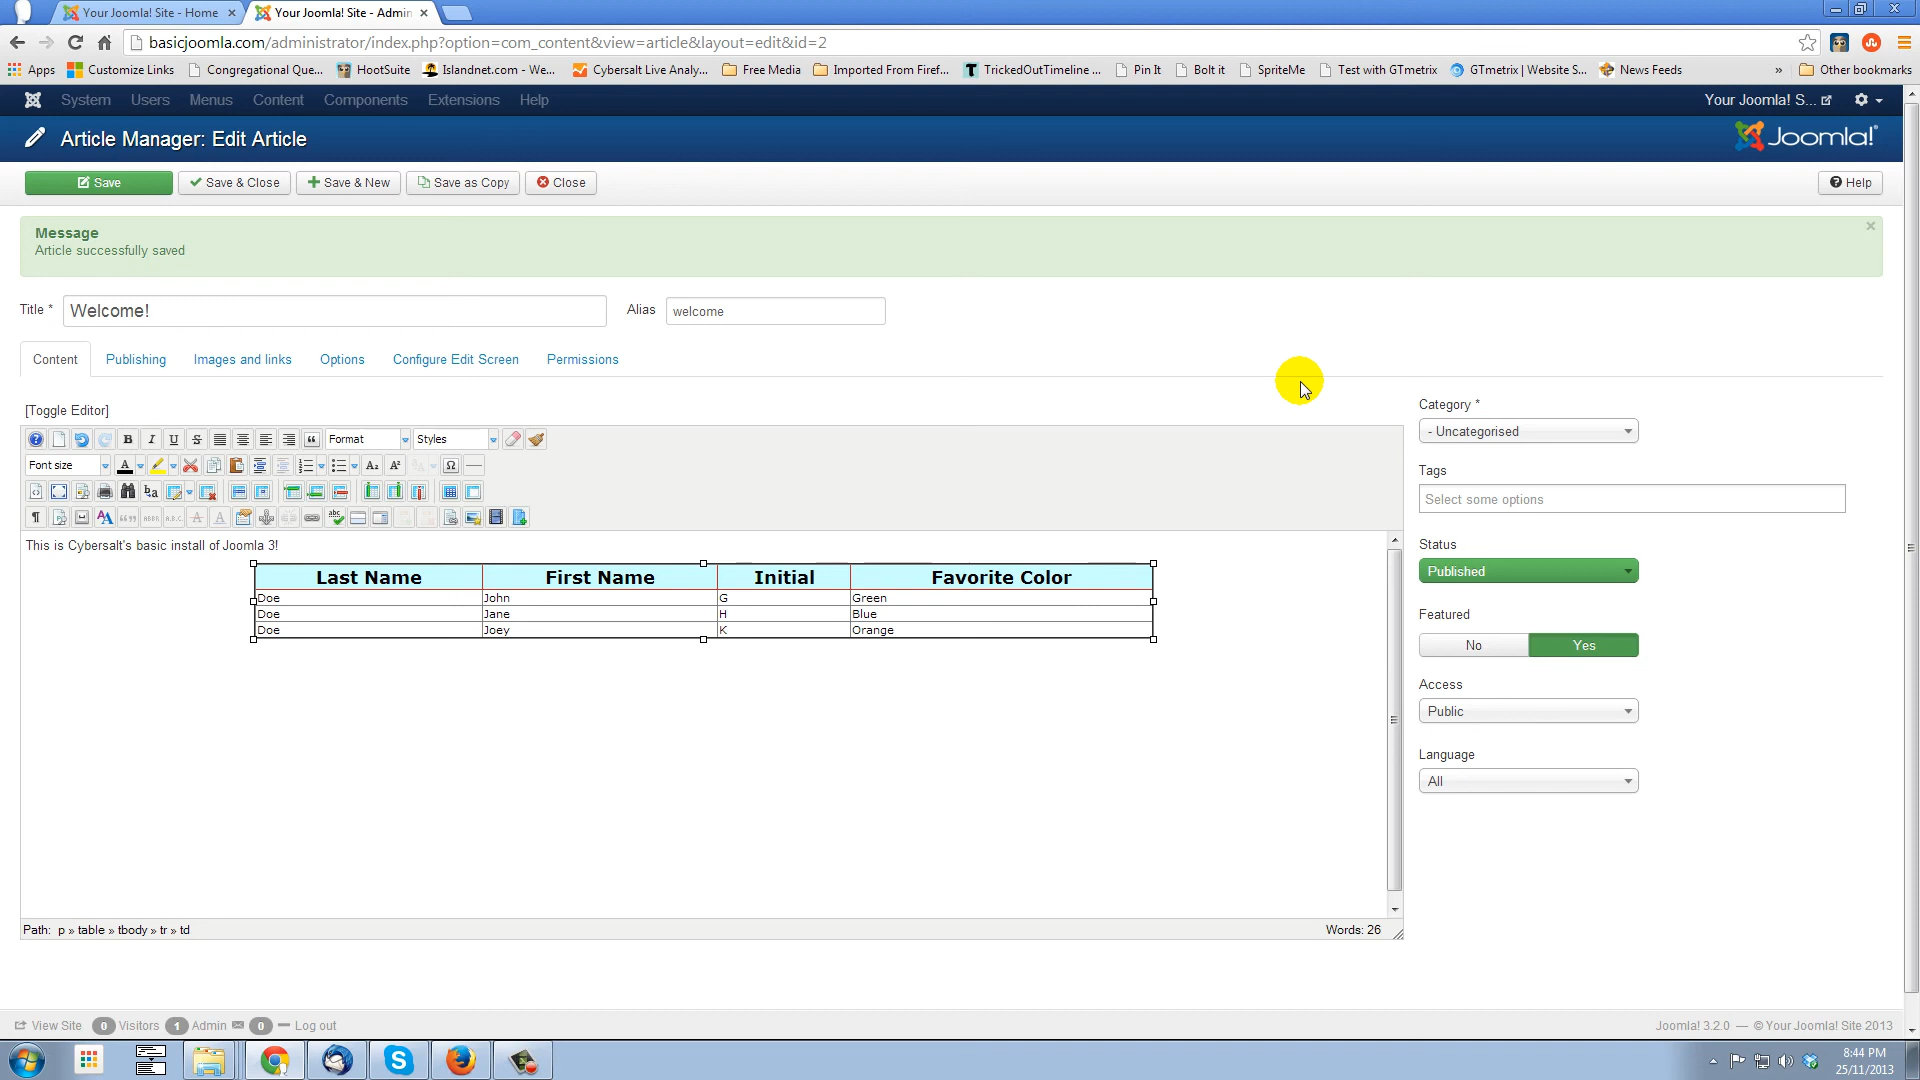 Your Joomla! Site - Home
Your Joomla! Site - Admin
basicjoomla.com/administrator/index.php?option=com_content&view=article&layout=edit&id=2
Apps Customize Links Congregational Que... HootSuite Islandnet.com - We... Cybersalt Live Analy... Free Media Imported From Firef... TrickedOutTimeline ... Pin It Bolt it SpriteMe Test with GTmetrix GTmetrix | Website S... News Feeds » Other bookmarks
System Users Menus Content Components Extensions Help Your Joomla! S...
Article Manager: Edit Article Joomla!
Save Save & Close Save & New Save as Copy Close Help
Message
Article successfully saved
Title * Welcome! Alias welcome
Content Publishing Images and links Options Configure Edit Screen Permissions
[Toggle Editor]
Format Styles
Font size
This is Cybersalt's basic install of Joomla 3!
Last Name First Name Initial Favorite Color
Doe John G Green
Doe Jane H Blue
Doe Joey K Orange
Path: p » table » tbody » tr » td Words: 26
Category *
- Uncategorised
Tags
Select some options
Status
Published
Featured
No Yes
Access
Public
Language
All
View Site 0 Visitors 1 Admin 0 Log out Joomla! 3.2.0 — © Your Joomla! Site 2013
8:44 PM
25/11/2013